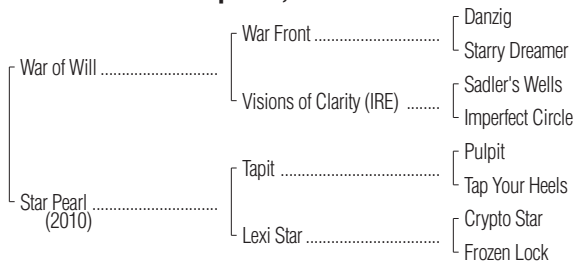 Danzig
War Front ..............................
Starry Dreamer
War of Will ............................
Sadler's Wells
Visions of Clarity (IRE) ........
Imperfect Circle
Pulpit
Tapit ......................................
Tap Your Heels
Star Pearl ..............................
(2010)
Crypto Star
Lexi Star ................................
Frozen Lock